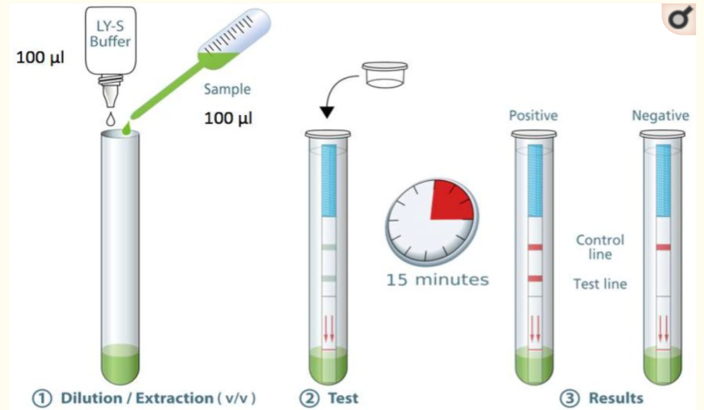 LY-S
Buffer
100 µl
Sample
100 µl
Positive
Negative
Control
line
Test line
15 minutes
1 Dilution / Extraction ( v/v )
2 Test
3 Results